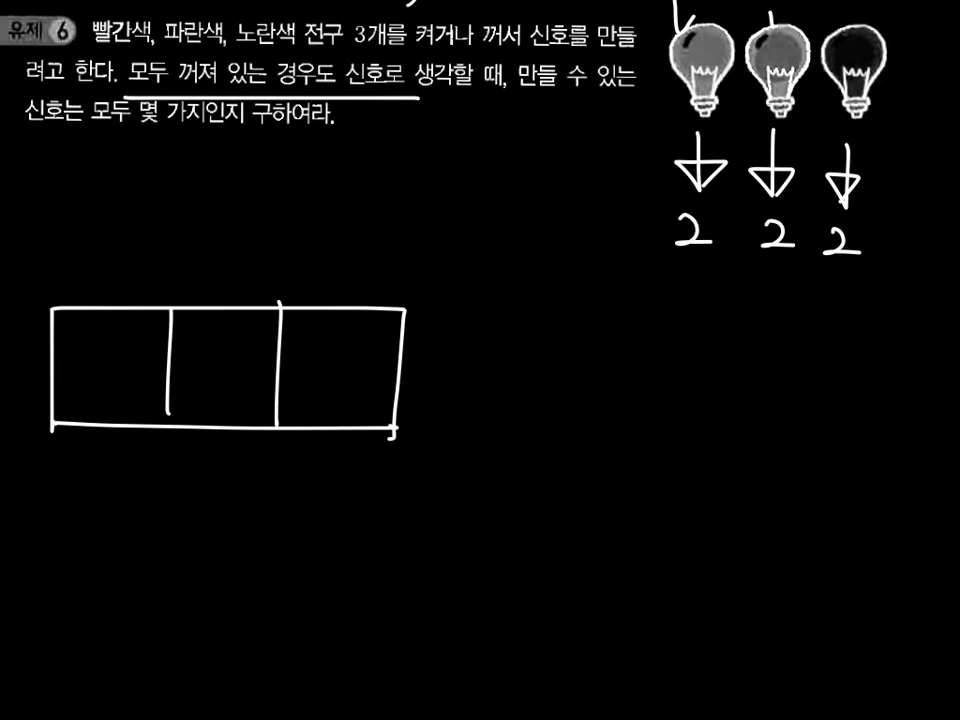 유제 6 빨간색, 파란색, 노란색 전구 3개를 켜거나 꺼서 신호를 만들
려고 한다. 모두 꺼져 있는 경우도 신호로 생각할 때, 만들 수 있는
신호는 모두 몇 가지인지 구하여라.
2 2 2